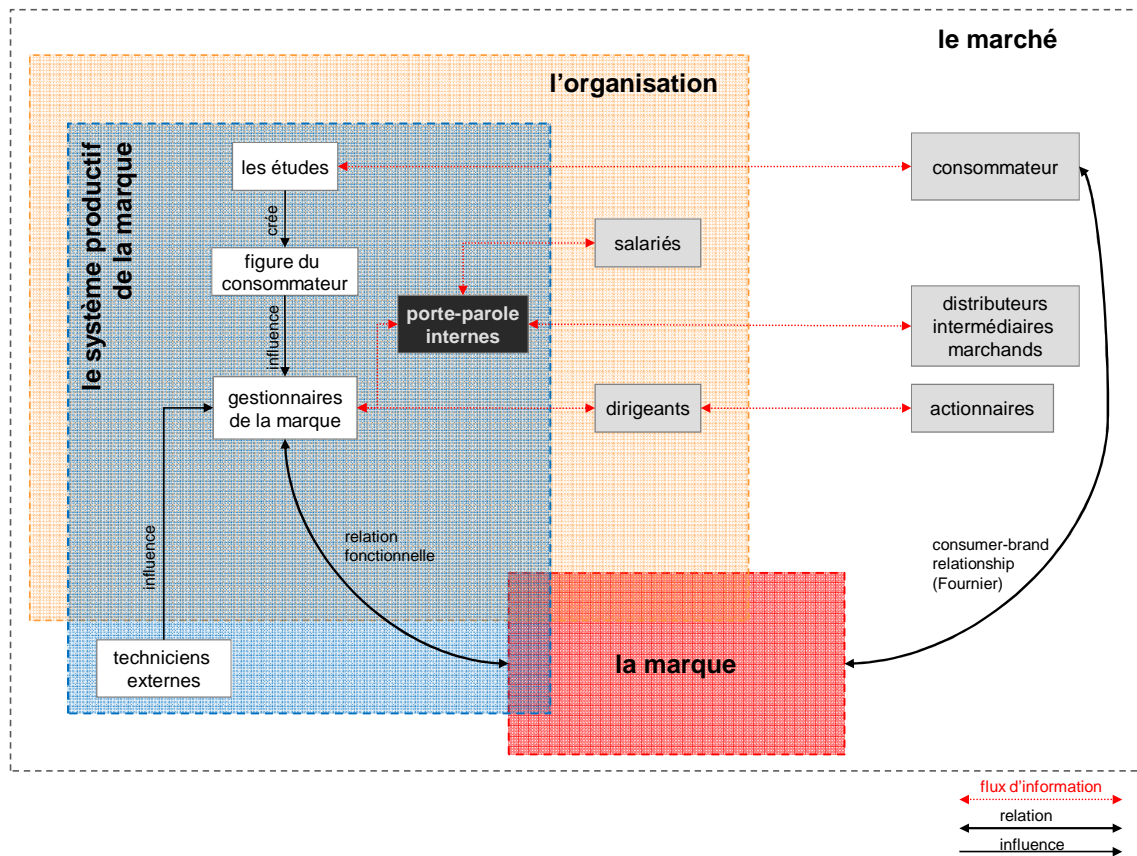 le marché
l'organisation
le système productif
de la marque
les études
consommateur
crée
salariés
figure du
consommateur
porte-parole
internes
distributeurs
intermédiaires
marchands
influence
gestionnaires
de la marque
dirigeants
actionnaires
influence
relation
fonctionnelle
consumer-brand
relationship
(Fournier)
techniciens
externes
la marque
flux d'information
relation
influence